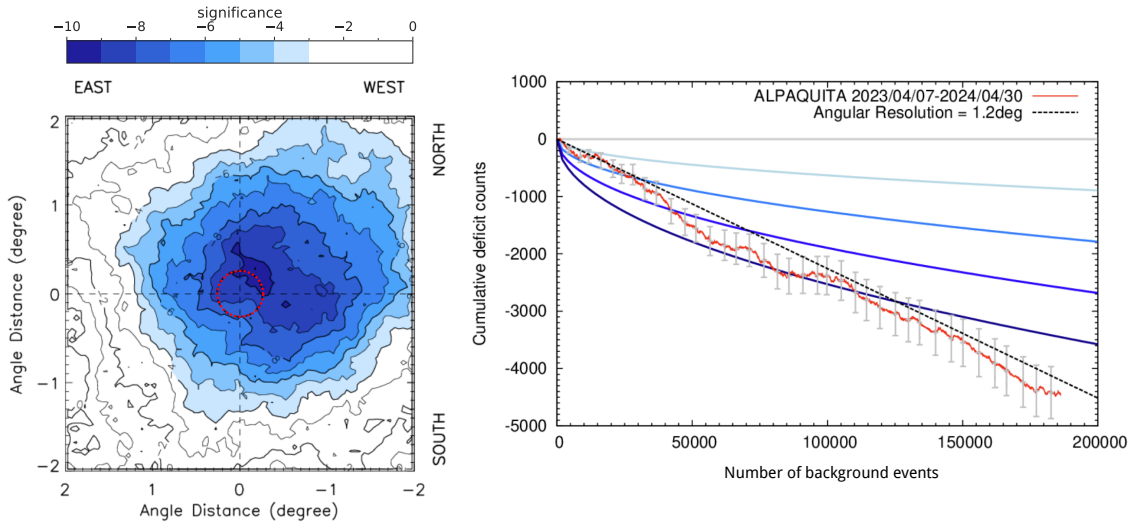 significance
−10 −8 −6 −4 −2 0
EAST WEST
2
1
0
−1
−2
2 1 0 −1 −2
Angle Distance (degree)
Angle Distance (degree)
NORTH
SOUTH
1000
0
-1000
-2000
-3000
-4000
-5000
0 50000 100000 150000 200000
Cumulative deficit counts
Number of background events
ALPAQUITA 2023/04/07-2024/04/30
Angular Resolution = 1.2deg